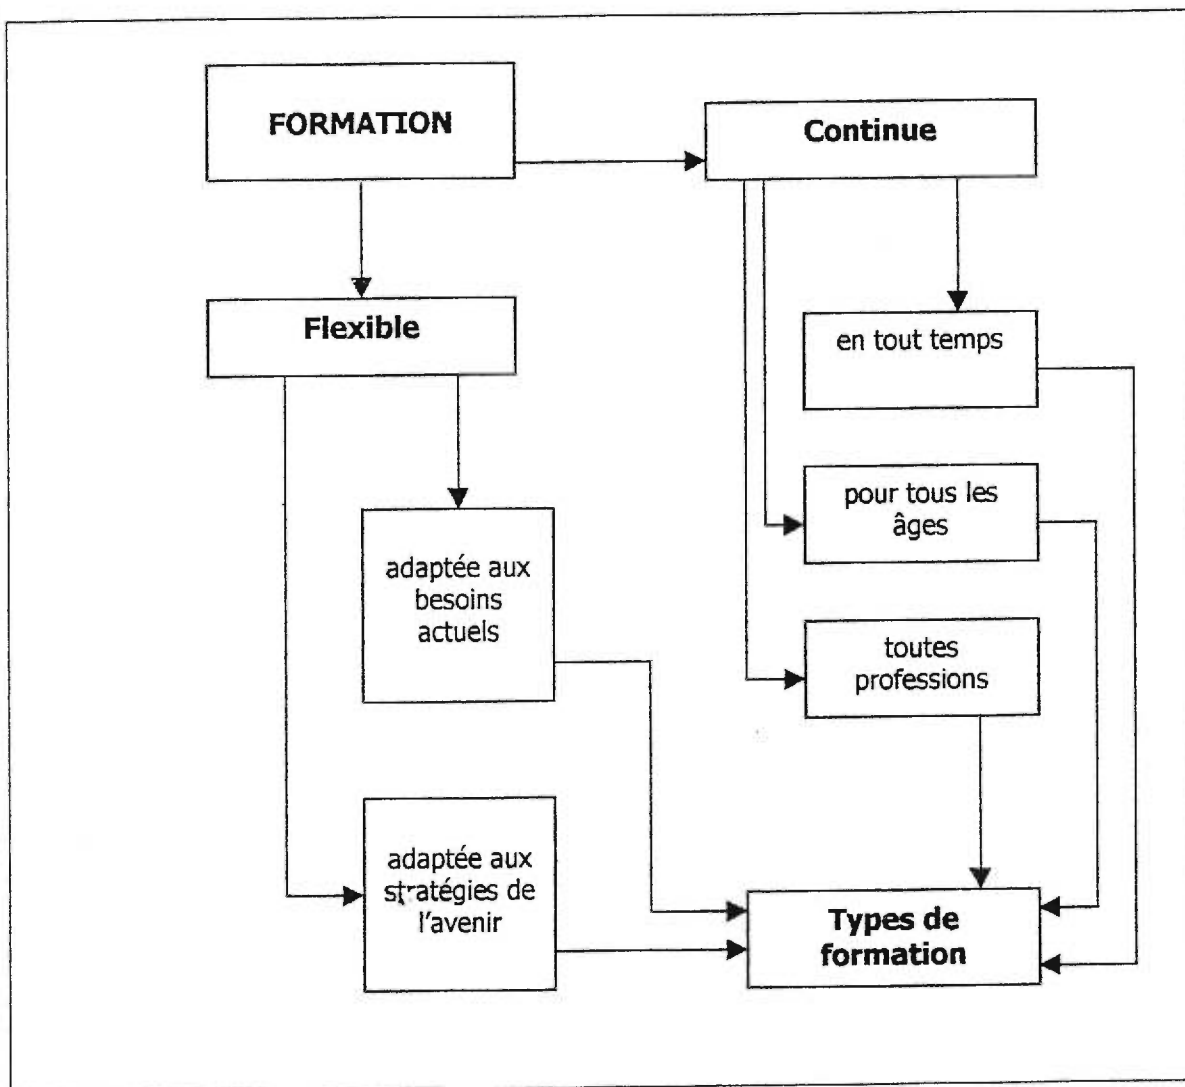 FORMATION
Continue
Flexible
en tout temps
pour tous les
âges
adaptée aux
besoins
actuels
toutes
professions
adaptée aux
stratégies de
l'avenir
Types de
formation